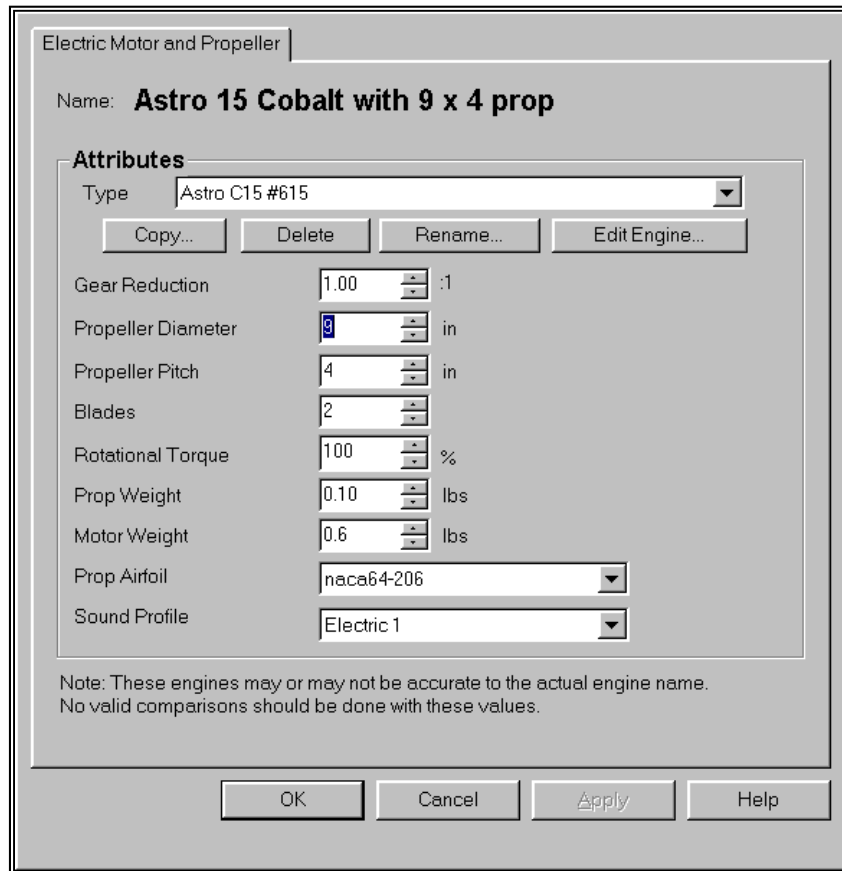 Electric Motor and Propeller
Name: Astro 15 Cobalt with 9 x 4 prop
Attributes
Type Astro C15 #615
Copy... Delete Rename... Edit Engine...
Gear Reduction 1.00 :1
Propeller Diameter 9 in
Propeller Pitch 4 in
Blades 2
Rotational Torque 100 %
Prop Weight 0.10 lbs
Motor Weight 0.6 lbs
Prop Airfoil naca64-206
Sound Profile Electric 1
Note: These engines may or may not be accurate to the actual engine name.
No valid comparisons should be done with these values.
OK Cancel Apply Help